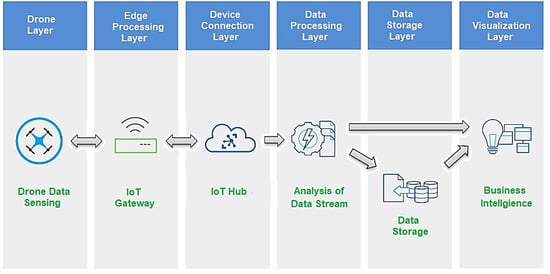 Drone
Layer
Edge
Processing
Layer
Device
Connection
Layer
Data
Processing
Layer
Data
Storage
Layer
Data
Visualization
Layer
Drone Data
Sensing
IoT
Gateway
IoT Hub
Analysis of
Data Stream
Data
Storage
Business
Intellgience